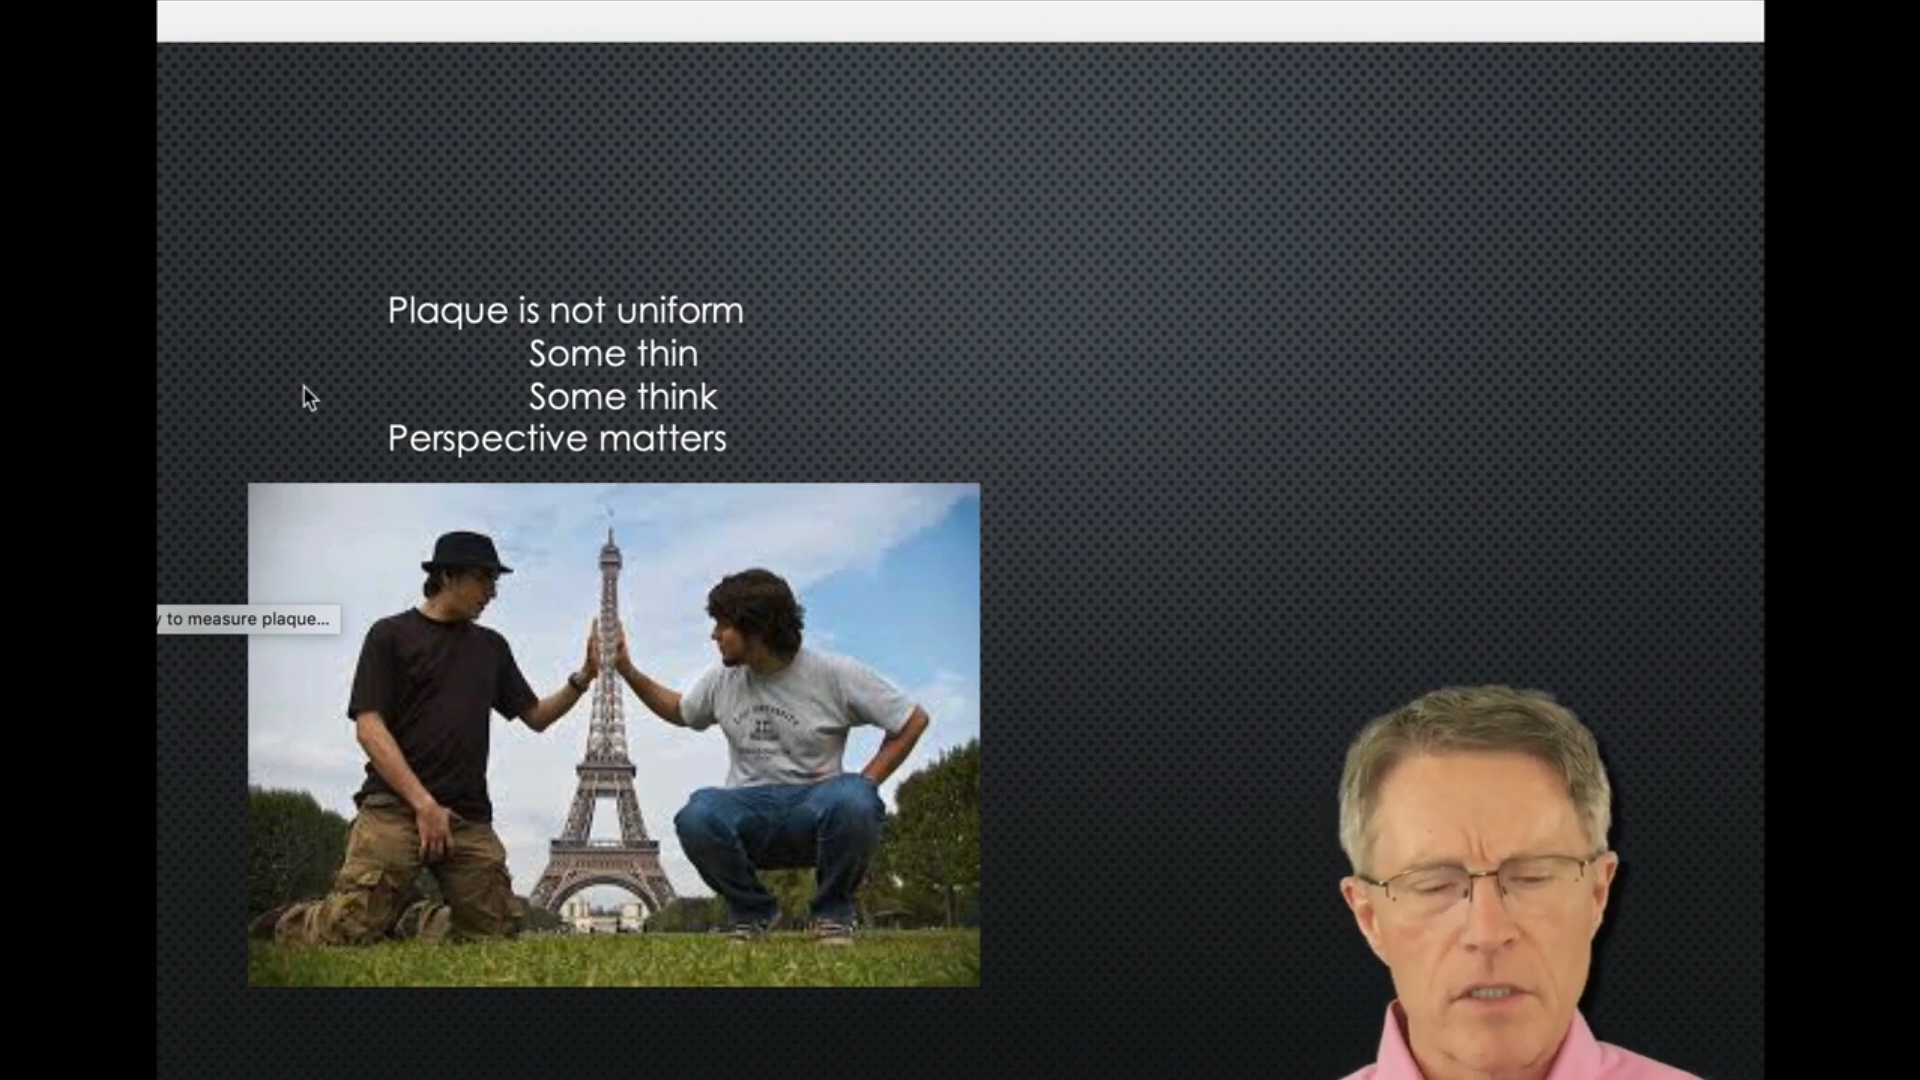 Plaque is not uniform
Some thin
Some think
Perspective matters
y to measure plaque...